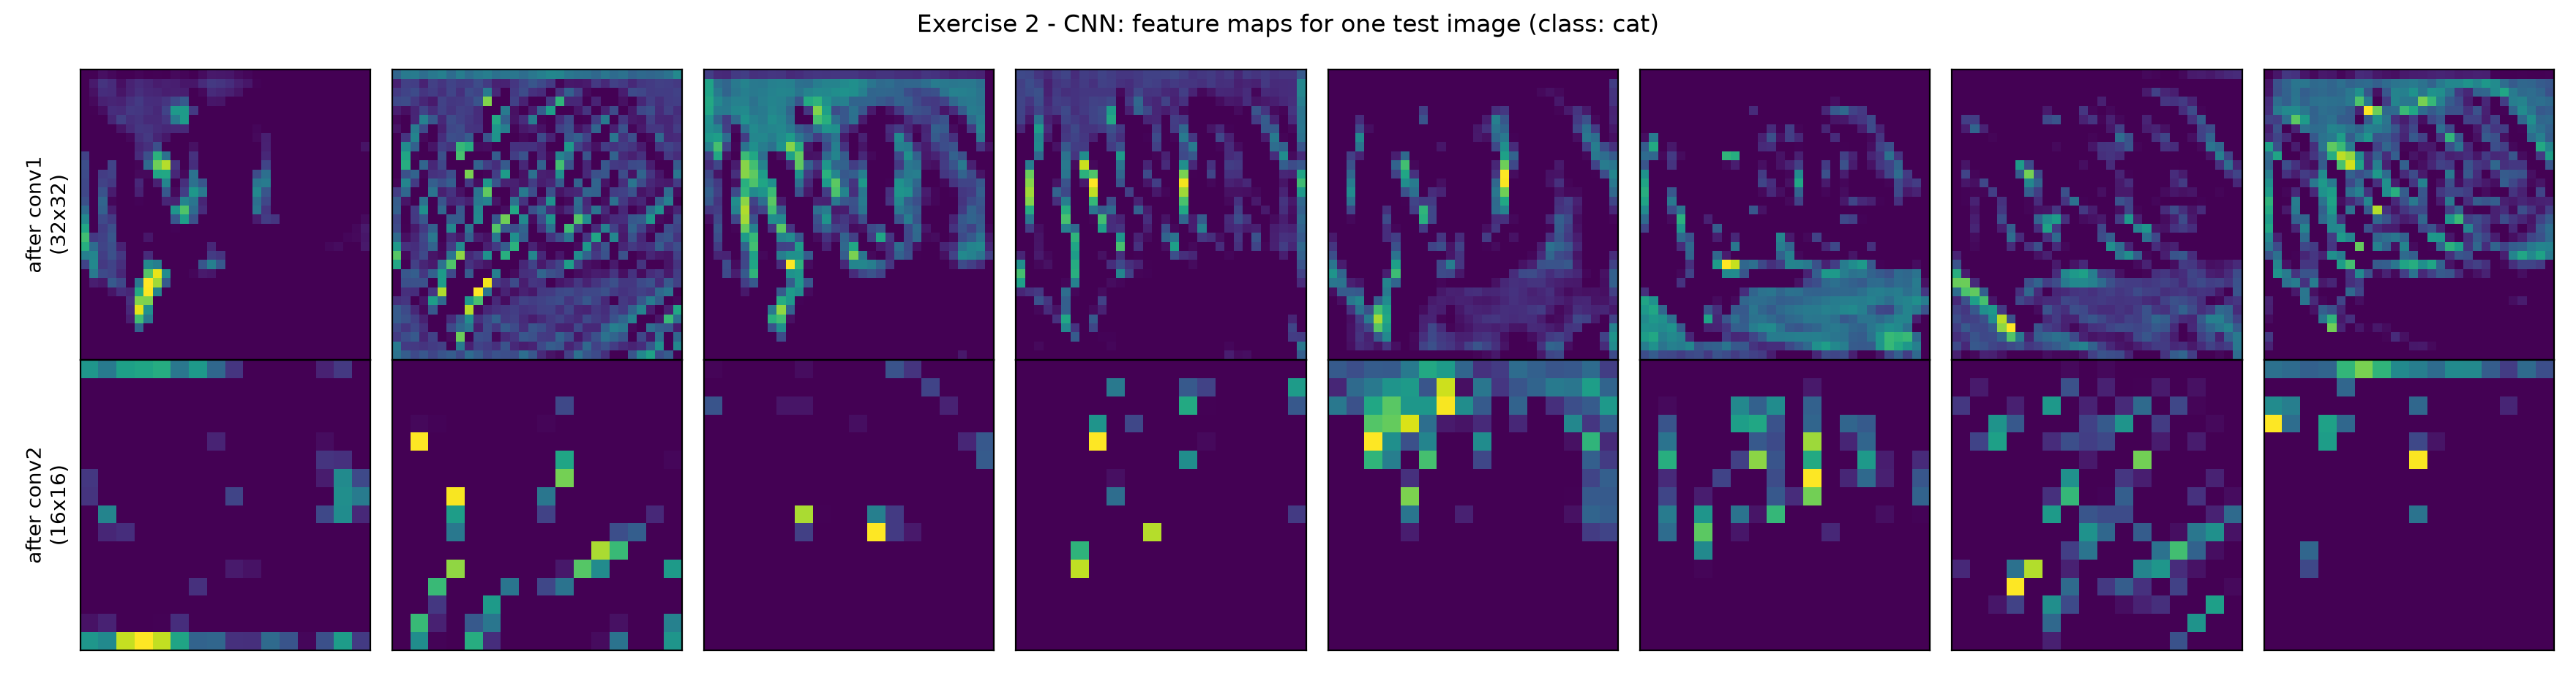 Exercise 2 - CNN: feature maps for one test image (class: cat)
after conv1
(32x32)
after conv2
(16x16)